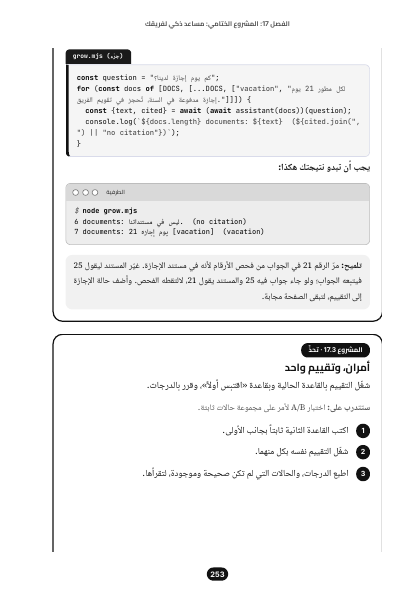 الفصل 17: المشروع الختامي: مساعد ذكي لفريقك
grow.mjs (جزء)
const question = "كم يوم إجازة لدينا؟";
for (const docs of [DOCS, [...DOCS, ["vacation", "لكل مطور 21 يوم
إجازة مدفوعة في السنة، تُحجز في تقويم الفريق."]]]) {
const {text, cited} = await (await assistant(docs))(question);
console.log(`${docs.length} documents: ${text}  (${cited.join(",
") || "no citation"})`);
}
يجب أن تبدو نتيجتك هكذا:
الطرفية
$ node grow.mjs
6 documents: ليس في مستنداتنا.  (no citation)
7 documents: 21 يوم إجازة [vacation]  (vacation)
تلميح: مرّ الرقم 21 في الجواب من فحص الأرقام لأنه في مستند الإجازة. غيّر المستند ليقول 25
فيتبعه الجواب؛ ولو جاء جواب فيه 25 والمستند يقول 21، لالتقطه الفحص. وأضف حالة الإجازة
إلى التقييم، لتبقى الصفحة مجابة.
المشروع 17.3 · تحدٍّ
أمران، وتقييم واحد
شغّل التقييم بالقاعدة الحالية وبقاعدة «اقتبس أولاً»، وقرر بالدرجات.
ستتدرب على: اختبار A/B لأمر على مجموعة حالات ثابتة.
1 اكتب القاعدة الثانية ثابتاً بجانب الأولى.
2 شغّل التقييم نفسه بكل منهما.
3 اطبع الدرجات، والحالات التي لم تكن صحيحة وموجودة، لتقرأها.
253